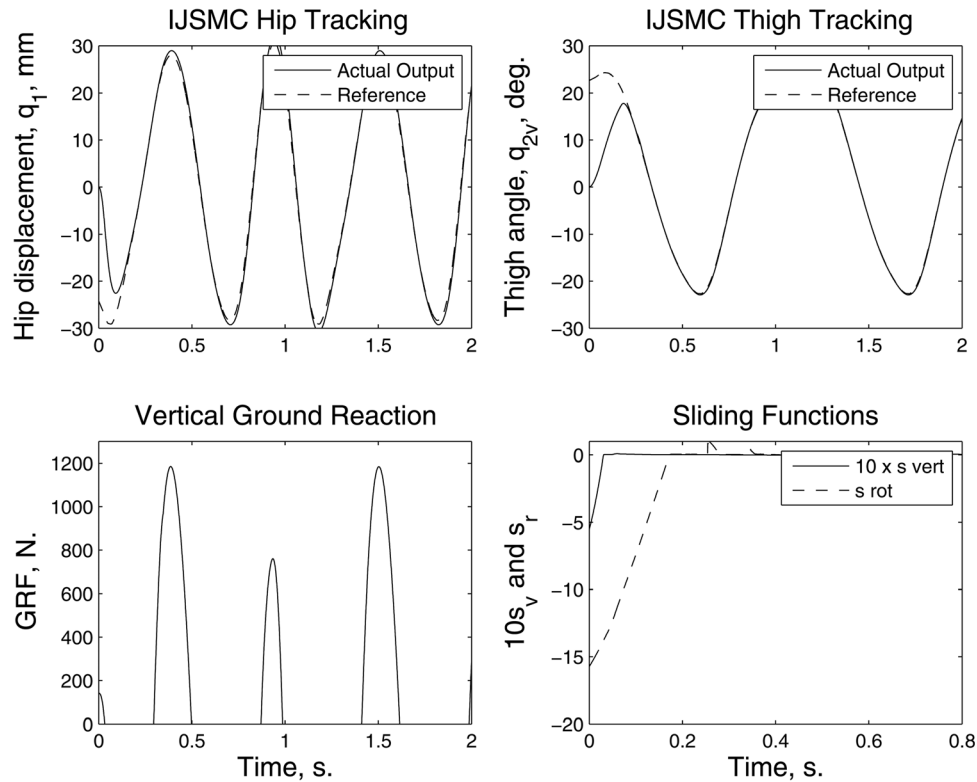 IJSMC Hip Tracking
Hip displacement, q1, mm
30
20
10
0
−10
−20
−30
0
0.5
1
1.5
2
Actual Output
Reference
IJSMC Thigh Tracking
Thigh angle, q2v, deg.
30
20
10
0
−10
−20
−30
0
0.5
1
1.5
2
Actual Output
Reference
Vertical Ground Reaction
GRF, N.
1200
1000
800
600
400
200
0
0
0.5
1
1.5
2
Time, s.
Sliding Functions
10sv and sr
0
−5
−10
−15
−20
0
0.2
0.4
0.6
0.8
10 x s vert
s rot
Time, s.